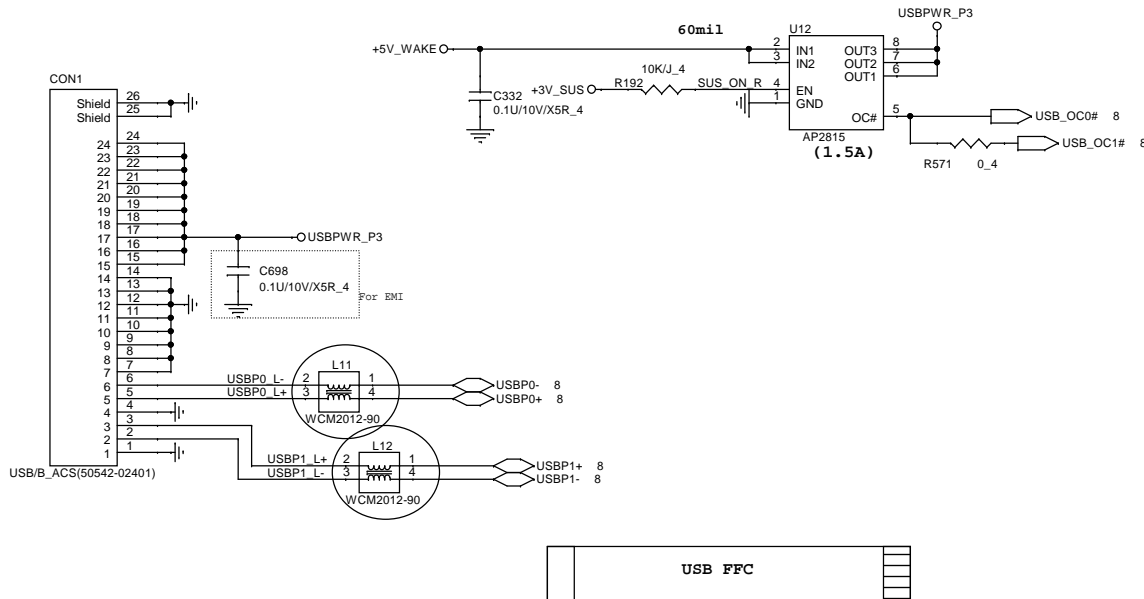 USBPWR_P3
60mil
U12
+5V_WAKE
2 IN1 OUT3 8
3 IN2 OUT2 7
OUT1 6
10K/J_4
+3V_SUS R192 SUS_ON_R 4 EN
1 GND
C332
0.1U/10V/X5R_4
OC# 5 USB_OC0# 8
AP2815
(1.5A)
USB_OC1# 8
R571 0_4
CON1
Shield 26
Shield 25
24 24
23 23
22 22
21 21
20 20
19 19
18 18
17 17
USBPWR_P3
16 16
15 15
14 14
13 13
12 12
11 11
10 10
9 9
8 8
7 7
6 6
5 5
4 4
3 3
2 2
1 1
USB/B_ACS(50542-02401)
C698
0.1U/10V/X5R_4
For EMI
L11
USBP0_L- 2 1 USBP0- 8
USBP0_L+ 3 4 USBP0+ 8
WCM2012-90
L12
USBP1_L+ 2 1 USBP1+ 8
USBP1_L- 3 4 USBP1- 8
WCM2012-90
USB FFC